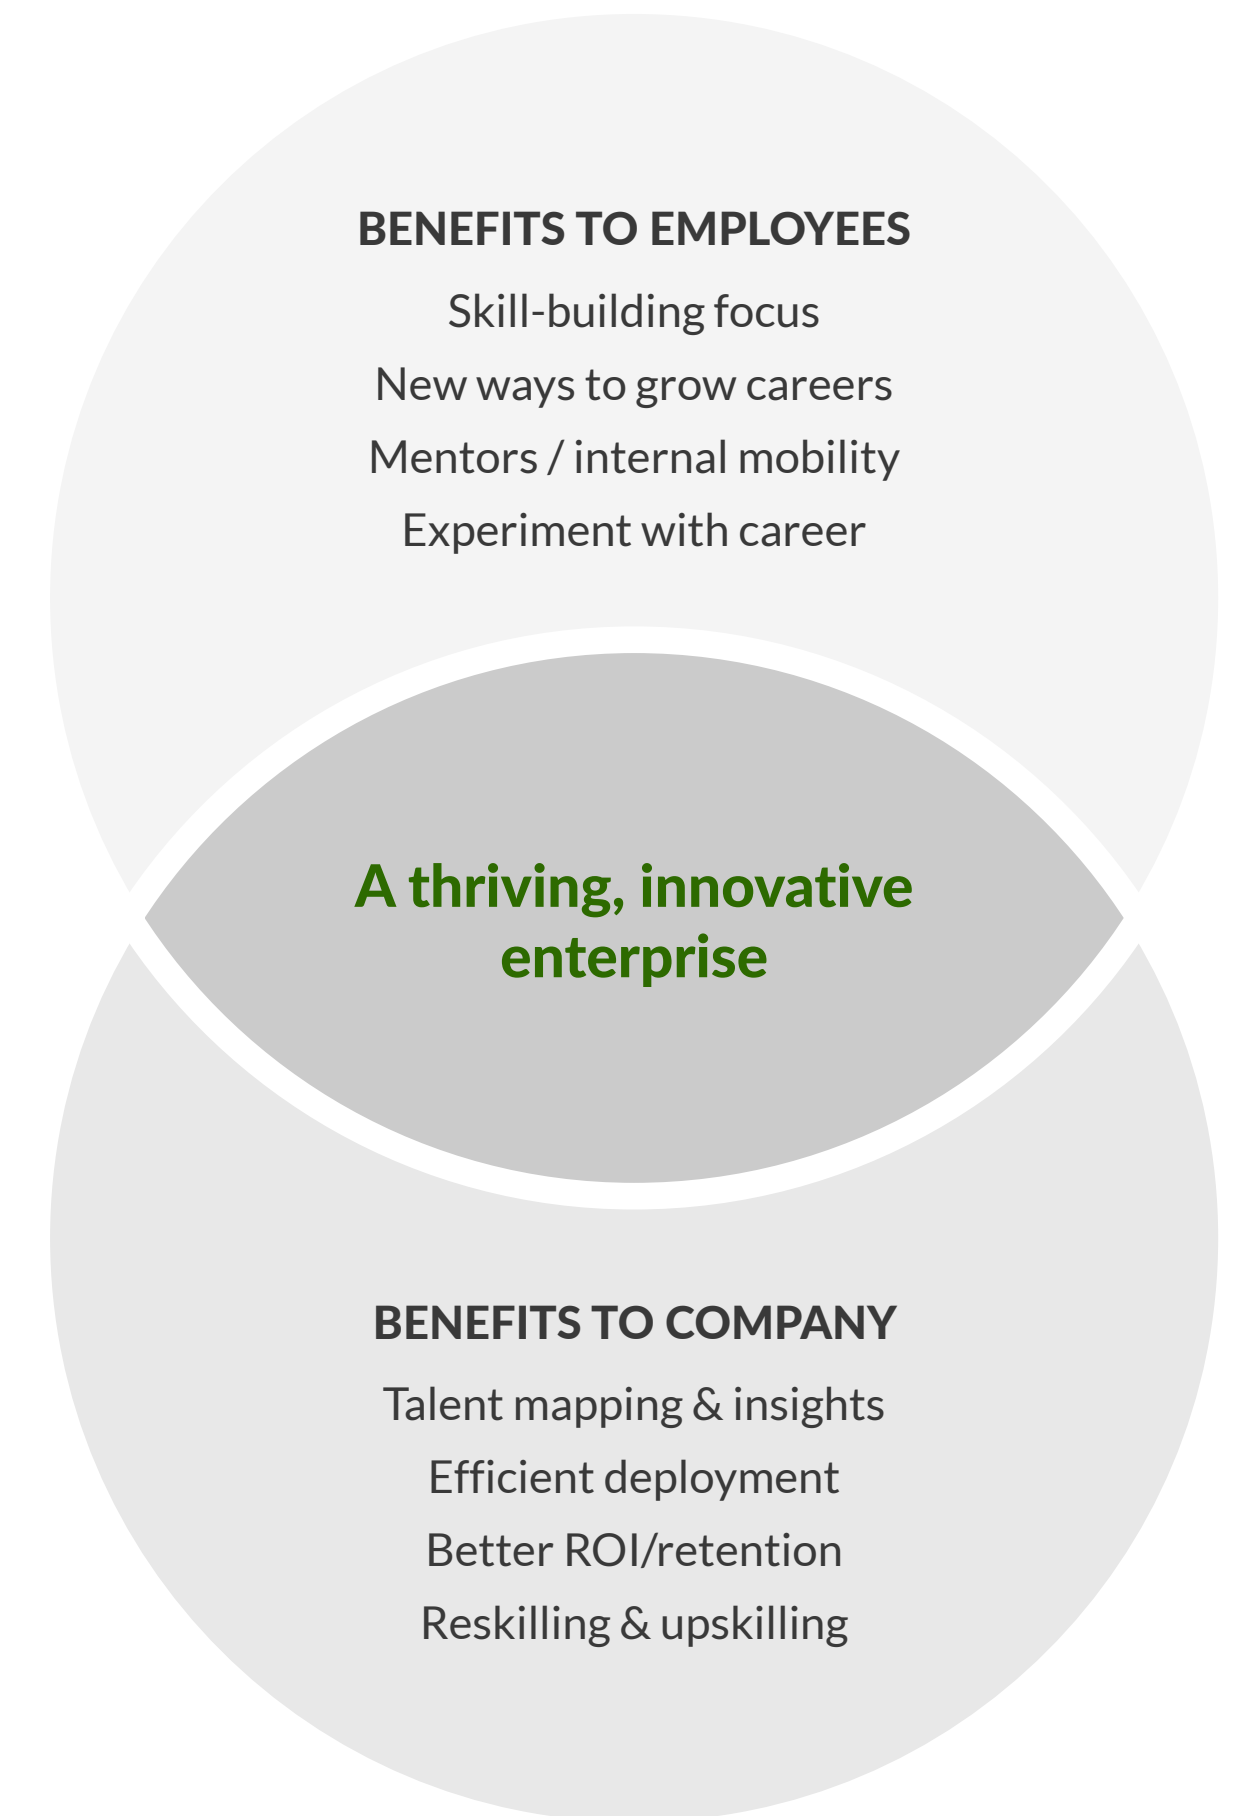 BENEFITS TO EMPLOYEES
Skill-building focus
New ways to grow careers
Mentors / internal mobility
Experiment with career
A thriving, innovative
enterprise
BENEFITS TO COMPANY
Talent mapping & insights
Efficient deployment
Better ROI/retention
Reskilling & upskilling